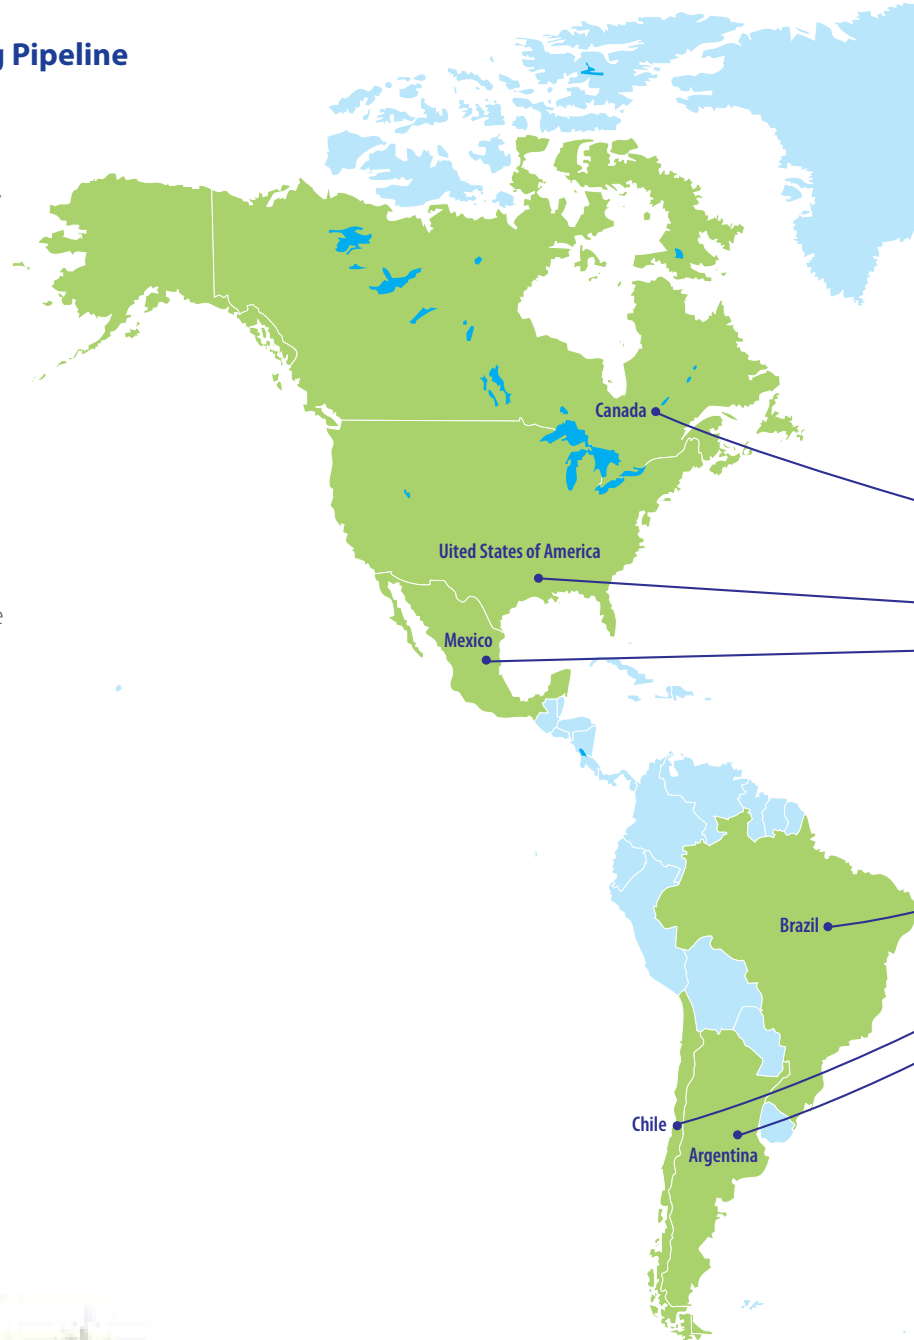 Pipeline
Canada
Uited States of America
Mexico
Brazil
Chile
Argentina